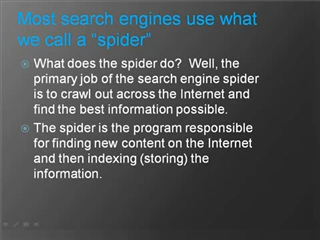 Most search engines use what
we call a “spider”
What does the spider do?  Well, the
primary job of the search engine spider
is to crawl out across the Internet and
find the best information possible.
The spider is the program responsible
for finding new content on the Internet
and then indexing (storing) the
information.